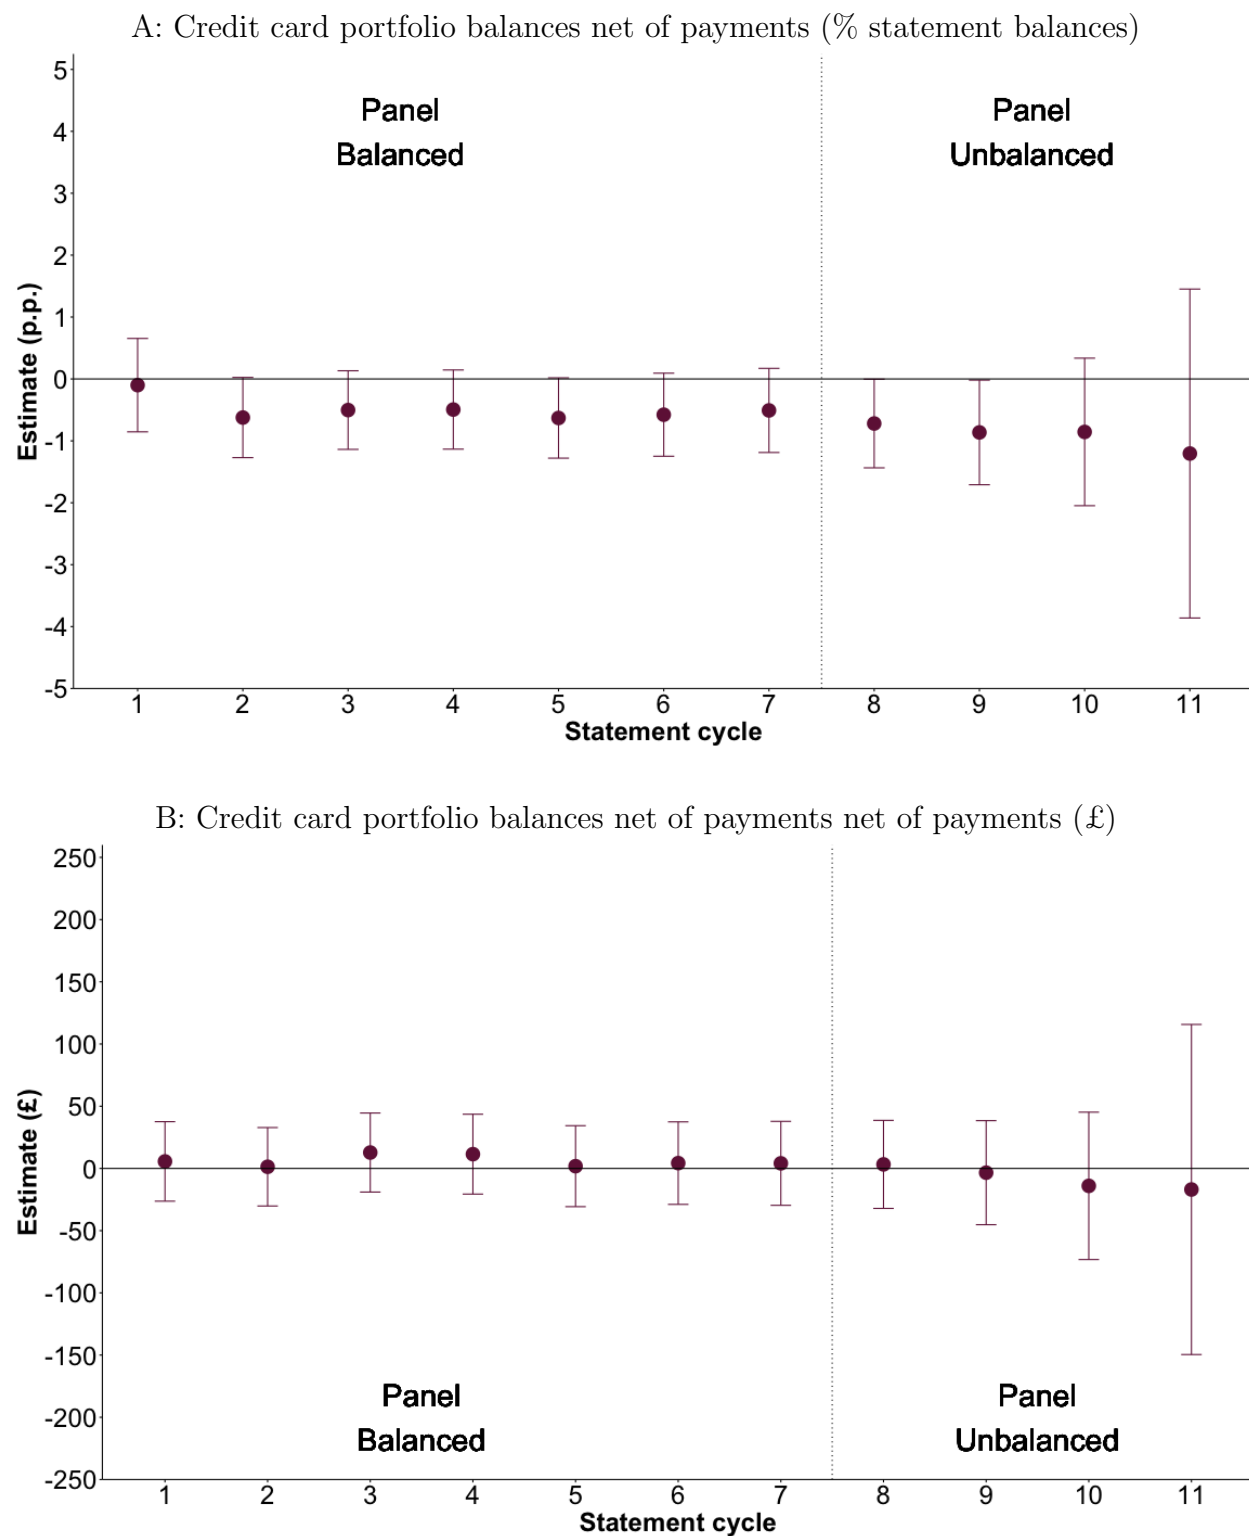 A: Credit card portfolio balances net of payments (% statement balances)
5
4
3
2
1
0
-1
-2
-3
-4
-5
Estimate (p.p.)
Panel
Balanced
Panel
Unbalanced
1 2 3 4 5 6 7 8 9 10 11
Statement cycle
B: Credit card portfolio balances net of payments net of payments (£)
250
200
150
100
50
0
-50
-100
-150
-200
-250
Estimate (£)
Panel
Balanced
Panel
Unbalanced
1 2 3 4 5 6 7 8 9 10 11
Statement cycle